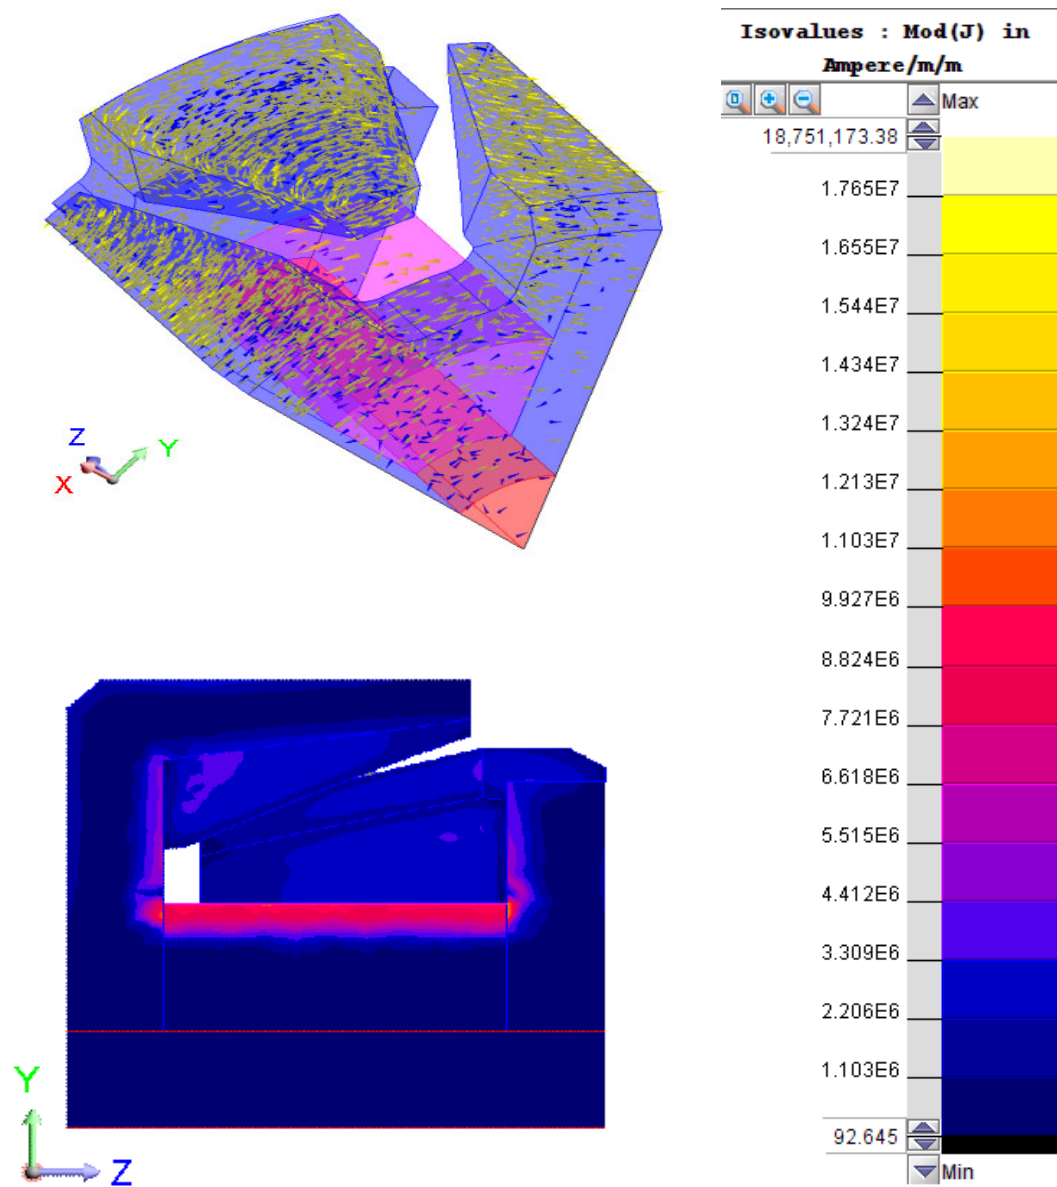 Isovalues : Mod(J) in
Ampere/m/m
Max
18,751,173.38
1.765E7
1.655E7
1.544E7
1.434E7
1.324E7
1.213E7
1.103E7
9.927E6
8.824E6
7.721E6
6.618E6
5.515E6
4.412E6
3.309E6
2.206E6
1.103E6
92.645
Min
Z
Y
X
Y
Z